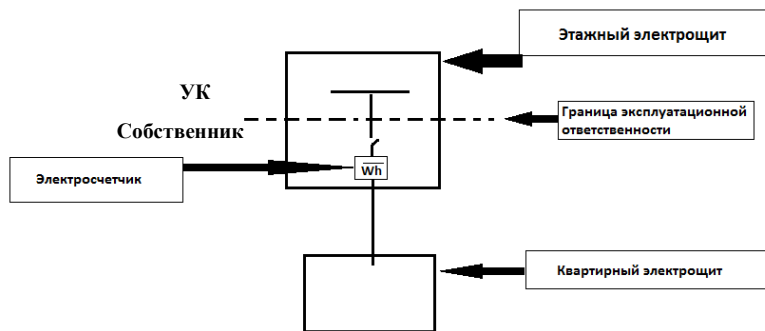 Этажный электрощит
УК
Граница эксплуатационной
ответственности
Собственник
Электросчетчик
Wh
Квартирный электрощит